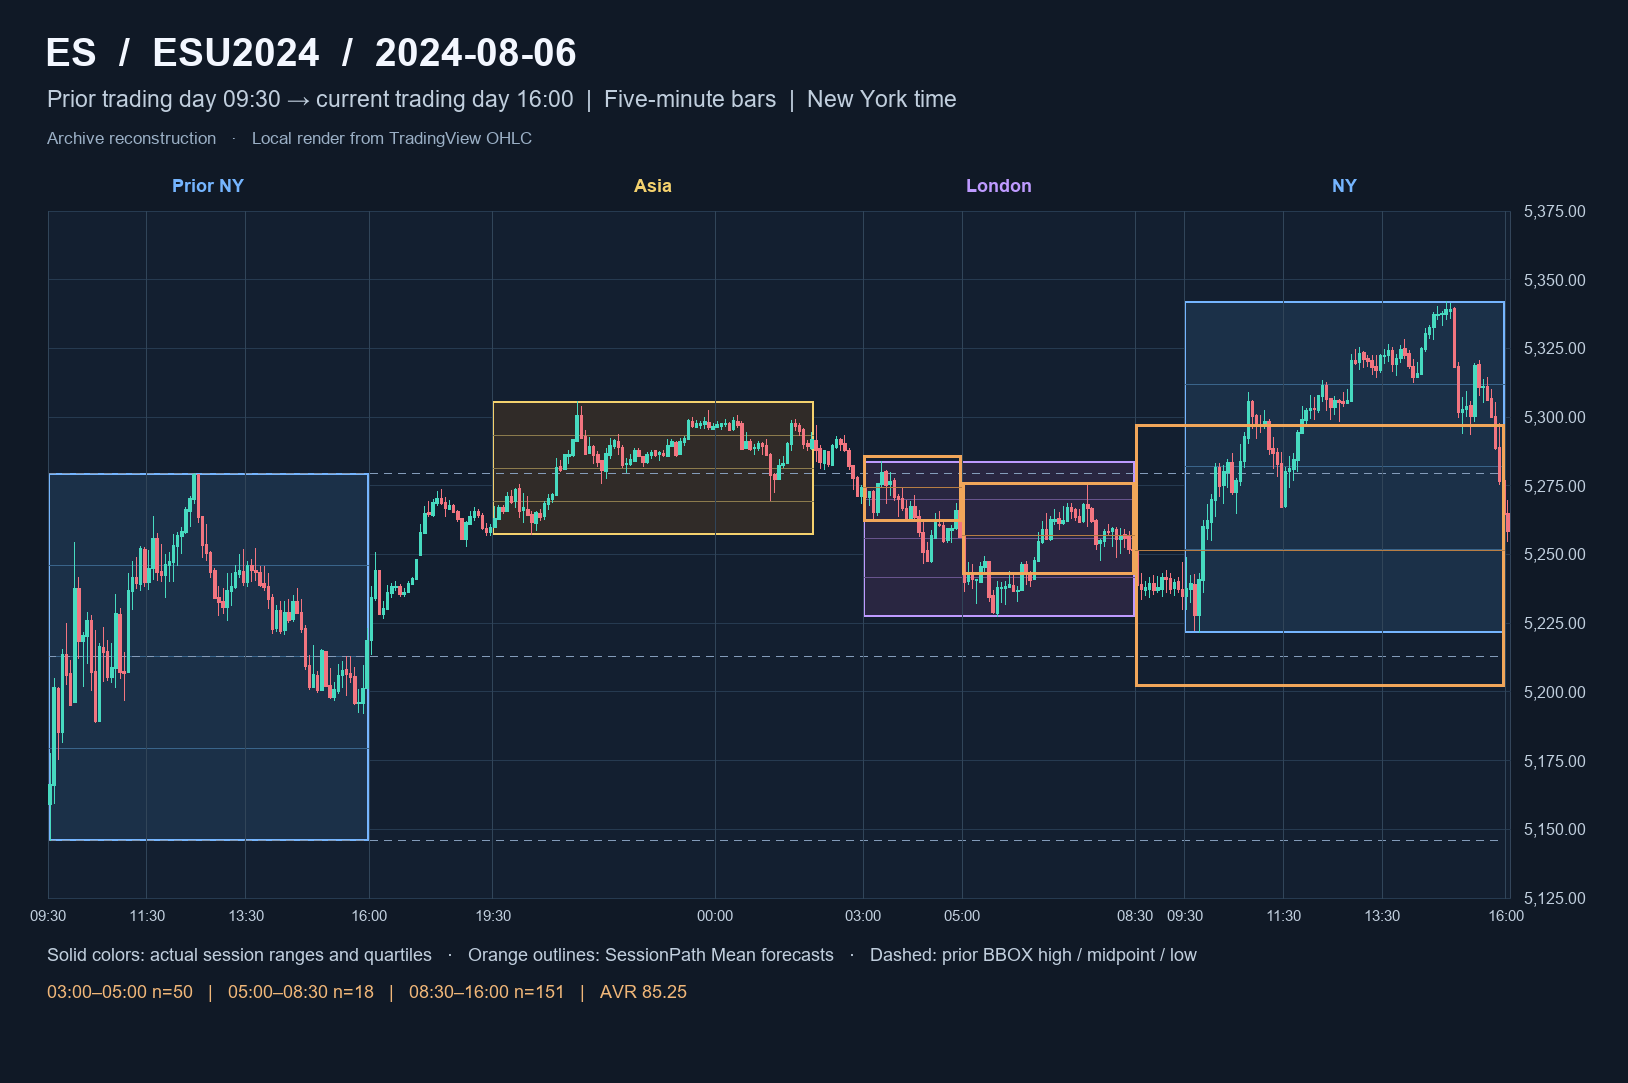 ES / ESU2024 / 2024-08-06
Prior trading day 09:30 → current trading day 16:00 | Five-minute bars | New York time
Archive reconstruction · Local render from TradingView OHLC
Prior NY Asia London NY
5,375.00
5,350.00
5,325.00
5,300.00
5,275.00
5,250.00
5,225.00
5,200.00
5,175.00
5,150.00
5,125.00
09:30 11:30 13:30 16:00 19:30 00:00 03:00 05:00 08:30 09:30 11:30 13:30 16:00
Solid colors: actual session ranges and quartiles · Orange outlines: SessionPath Mean forecasts · Dashed: prior BBOX high / midpoint / low
03:00–05:00 n=50 | 05:00–08:30 n=18 | 08:30–16:00 n=151 | AVR 85.25